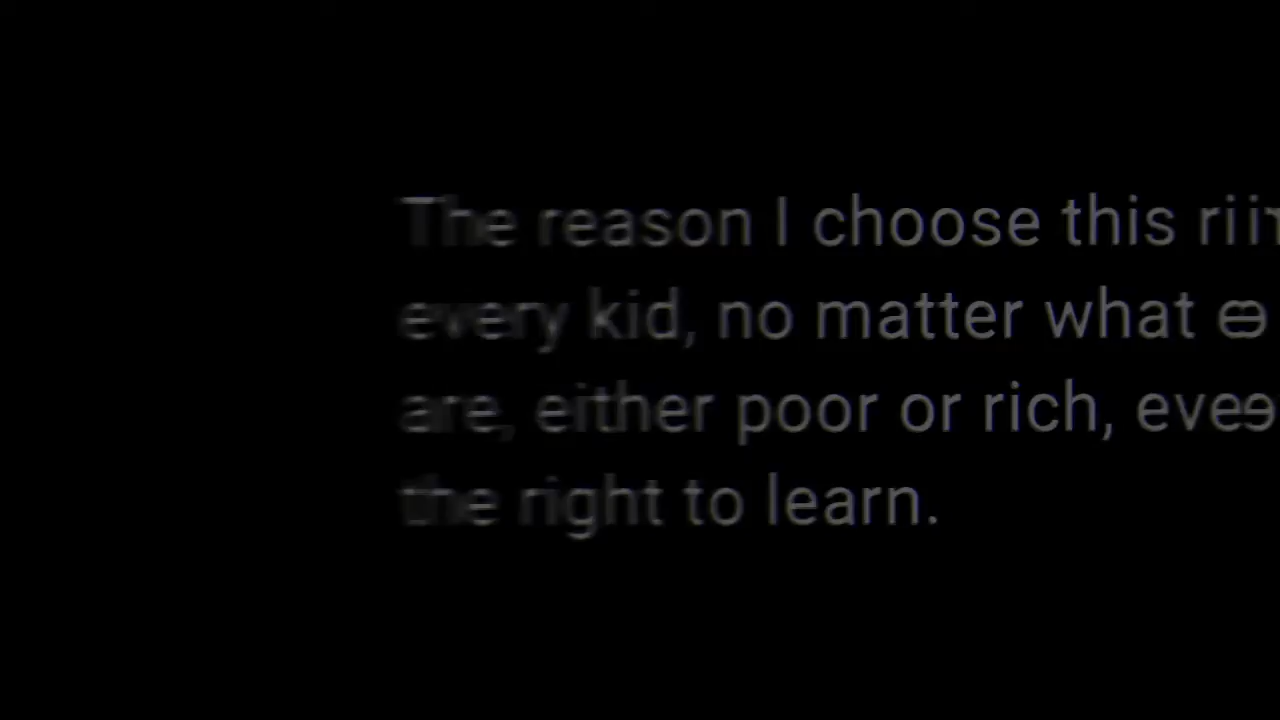 The reason I choose this
every kid, no matter what
are, either poor or rich,
the right to learn.